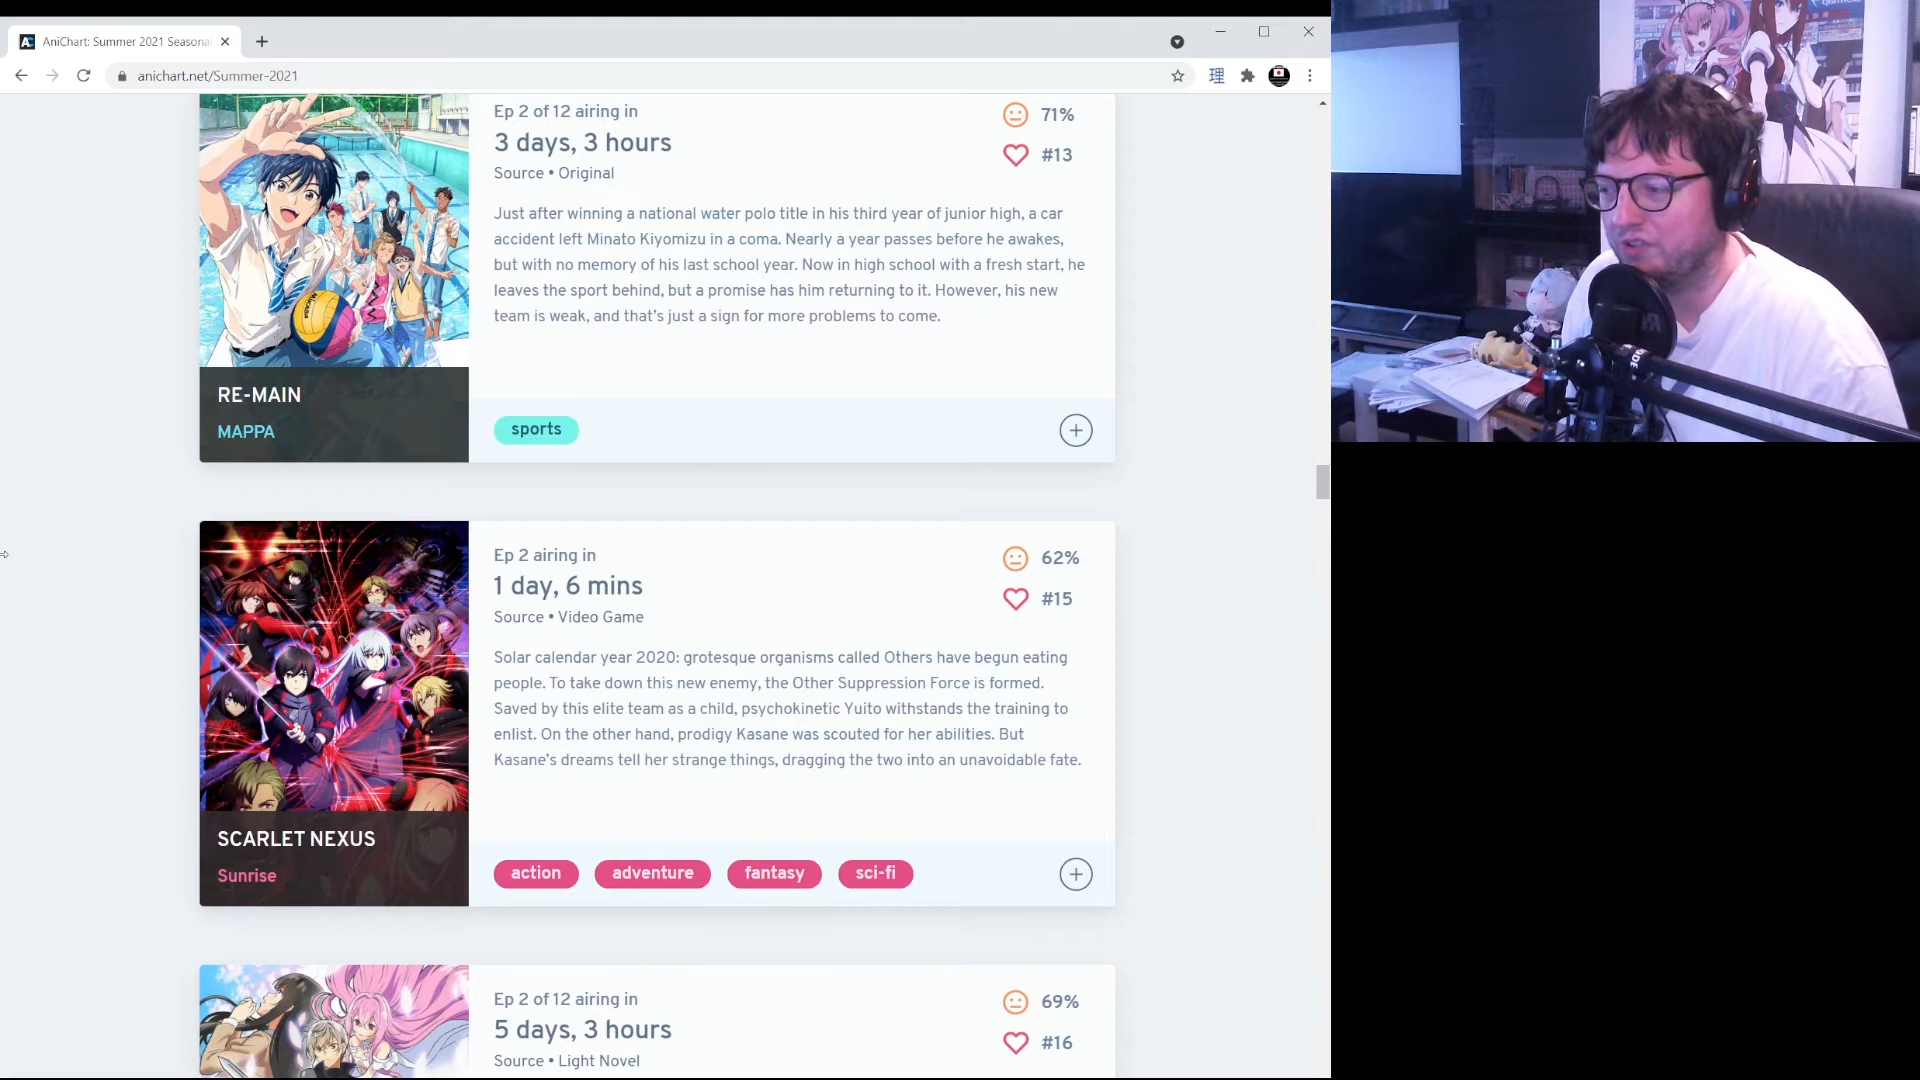 AniChart: Summer 2021 Seasona
anichart.net/Summer-2021
理
Ep 2 of 12 airing in
3 days, 3 hours
Source • Original
71%
#13
Just after winning a national water polo title in his third year of junior high, a car
accident left Minato Kiyomizu in a coma. Nearly a year passes before he awakes,
but with no memory of his last school year. Now in high school with a fresh start, he
leaves the sport behind, but a promise has him returning to it. However, his new
team is weak, and that's just a sign for more problems to come.
RE-MAIN
MAPPA
sports
Ep 2 airing in
1 day, 6 mins
Source • Video Game
62%
#15
Solar calendar year 2020: grotesque organisms called Others have begun eating
people. To take down this new enemy, the Other Suppression Force is formed.
Saved by this elite team as a child, psychokinetic Yuito withstands the training to
enlist. On the other hand, prodigy Kasane was scouted for her abilities. But
Kasane's dreams tell her strange things, dragging the two into an unavoidable fate.
SCARLET NEXUS
Sunrise
action
adventure
fantasy
sci-fi
Ep 2 of 12 airing in
5 days, 3 hours
Source • Light Novel
69%
#16
RODE